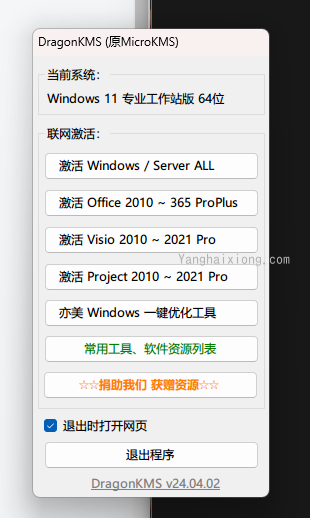 DragonKMS (原MicroKMS)
当前系统：
Windows 11 专业工作站版 64位
联网激活：
激活 Windows / Server ALL
激活 Office 2010 ~ 365 ProPlus
激活 Visio 2010 ~ 2021 Pro
Yanghaixiong.com
激活 Project 2010 ~ 2021 Pro
亦美 Windows 一键优化工具
常用工具、软件资源列表
☆☆捐助我们 获赠资源☆☆
退出时打开网页
退出程序
DragonKMS v24.04.02